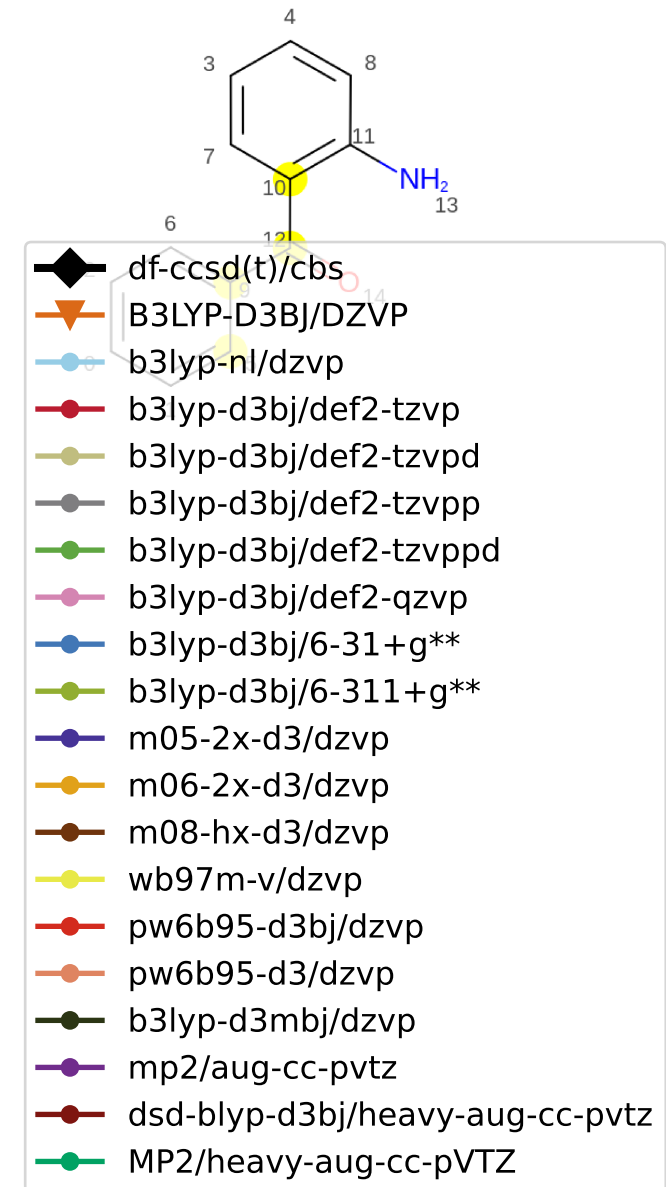 4
3
8
11
7
10
NH₂
13
6
12
O
9
14
df-ccsd(t)/cbs
B3LYP-D3BJ/DZVP
b3lyp-nl/dzvp
b3lyp-d3bj/def2-tzvp
b3lyp-d3bj/def2-tzvpd
b3lyp-d3bj/def2-tzvpp
b3lyp-d3bj/def2-tzvppd
b3lyp-d3bj/def2-qzvp
b3lyp-d3bj/6-31+g**
b3lyp-d3bj/6-311+g**
m05-2x-d3/dzvp
m06-2x-d3/dzvp
m08-hx-d3/dzvp
wb97m-v/dzvp
pw6b95-d3bj/dzvp
pw6b95-d3/dzvp
b3lyp-d3mbj/dzvp
mp2/aug-cc-pvtz
dsd-blyp-d3bj/heavy-aug-cc-pvtz
MP2/heavy-aug-cc-pVTZ